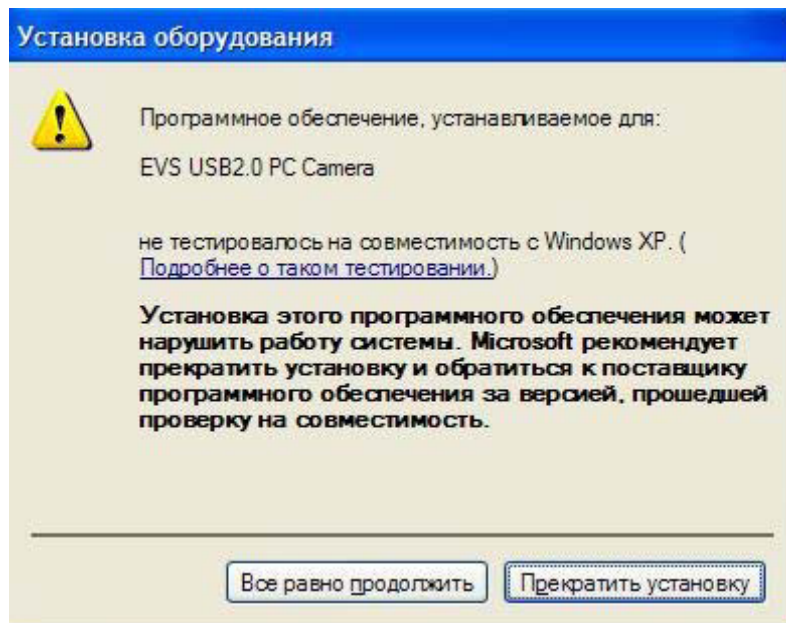 Установка оборудования
Программное обеспечение, устанавливаемое для:
EVS USB2.0 PC Camera
не тестировалось на совместимость с Windows XP. (
Подробнее о таком тестировании.)
Установка этого программного обеспечения может
нарушить работу системы. Microsoft рекомендует
прекратить установку и обратиться к поставщику
программного обеспечения за версией, прошедшей
проверку на совместимость.
Все равно продолжить
Прекратить установку